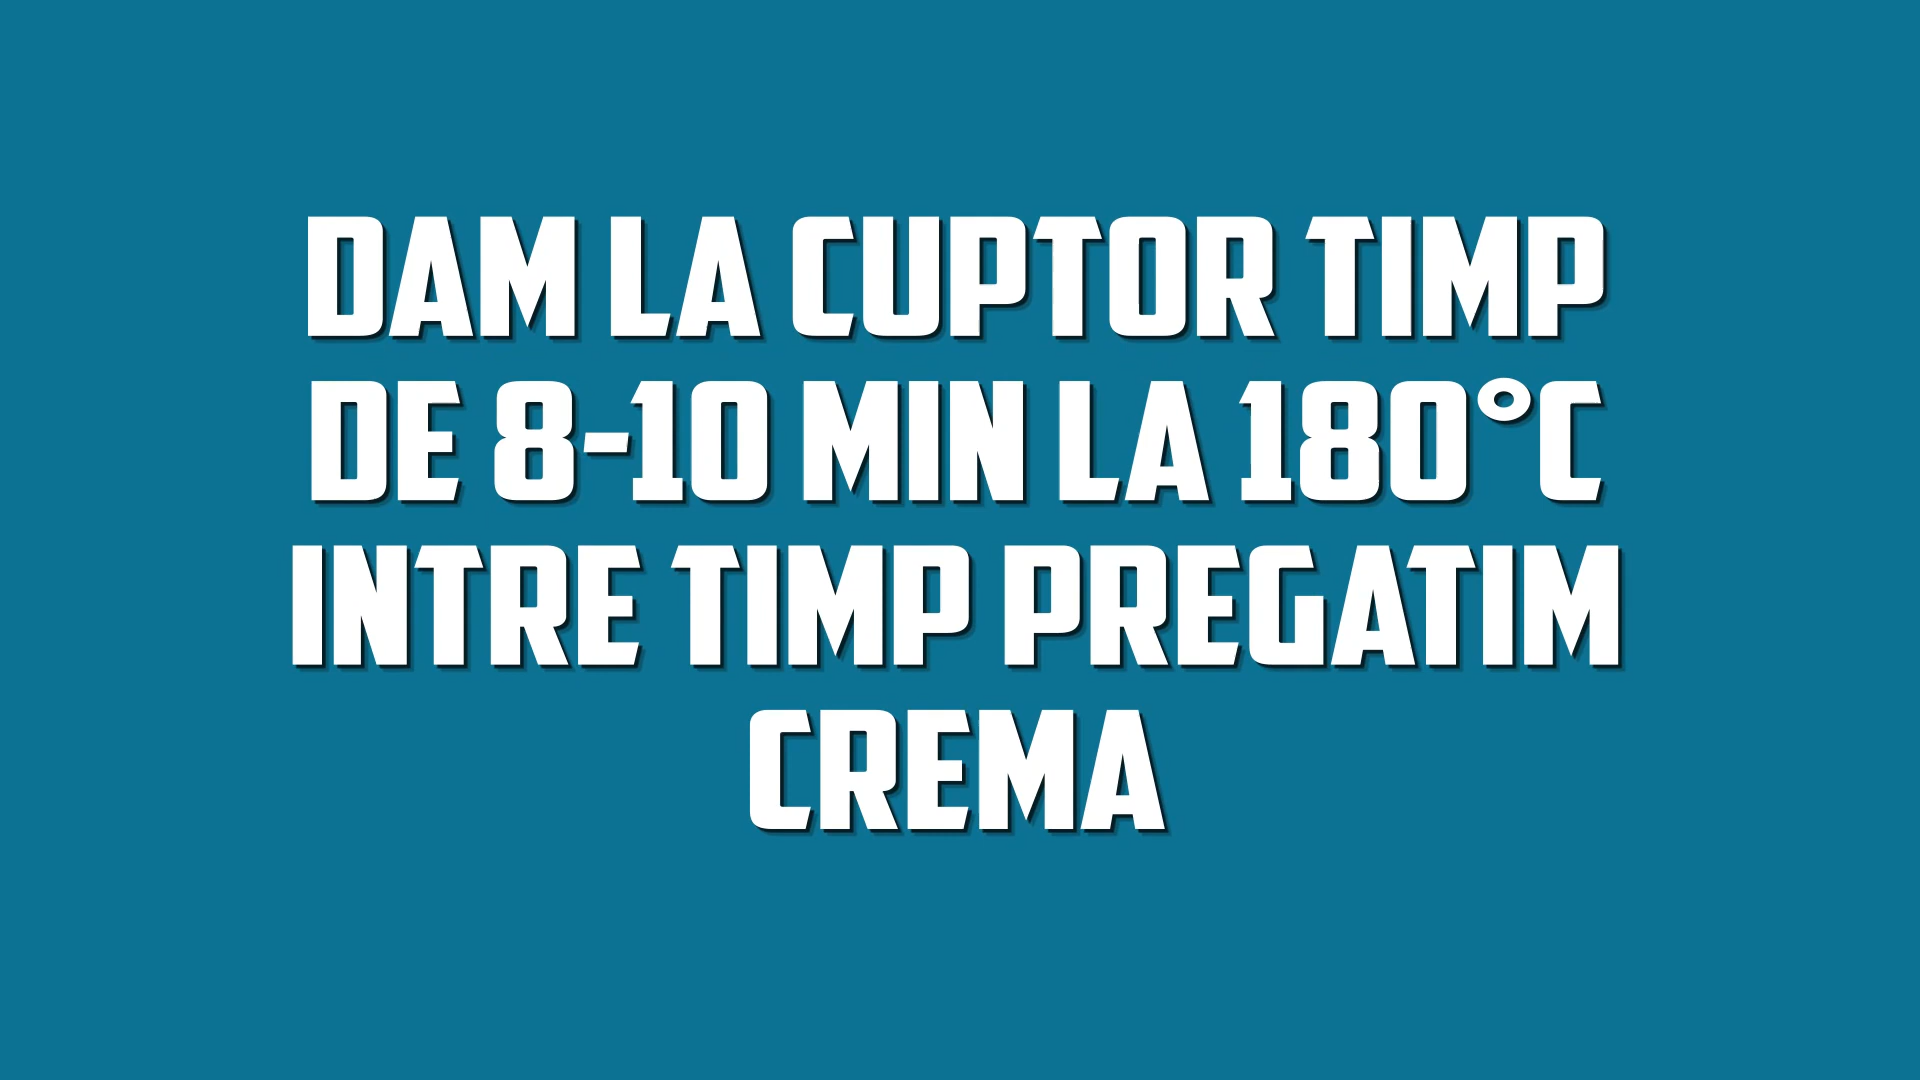 DAM LA CUPTOR TIMP
DE 8-10 MIN LA 180°C
INTRE TIMP PREGATIM
CREMA